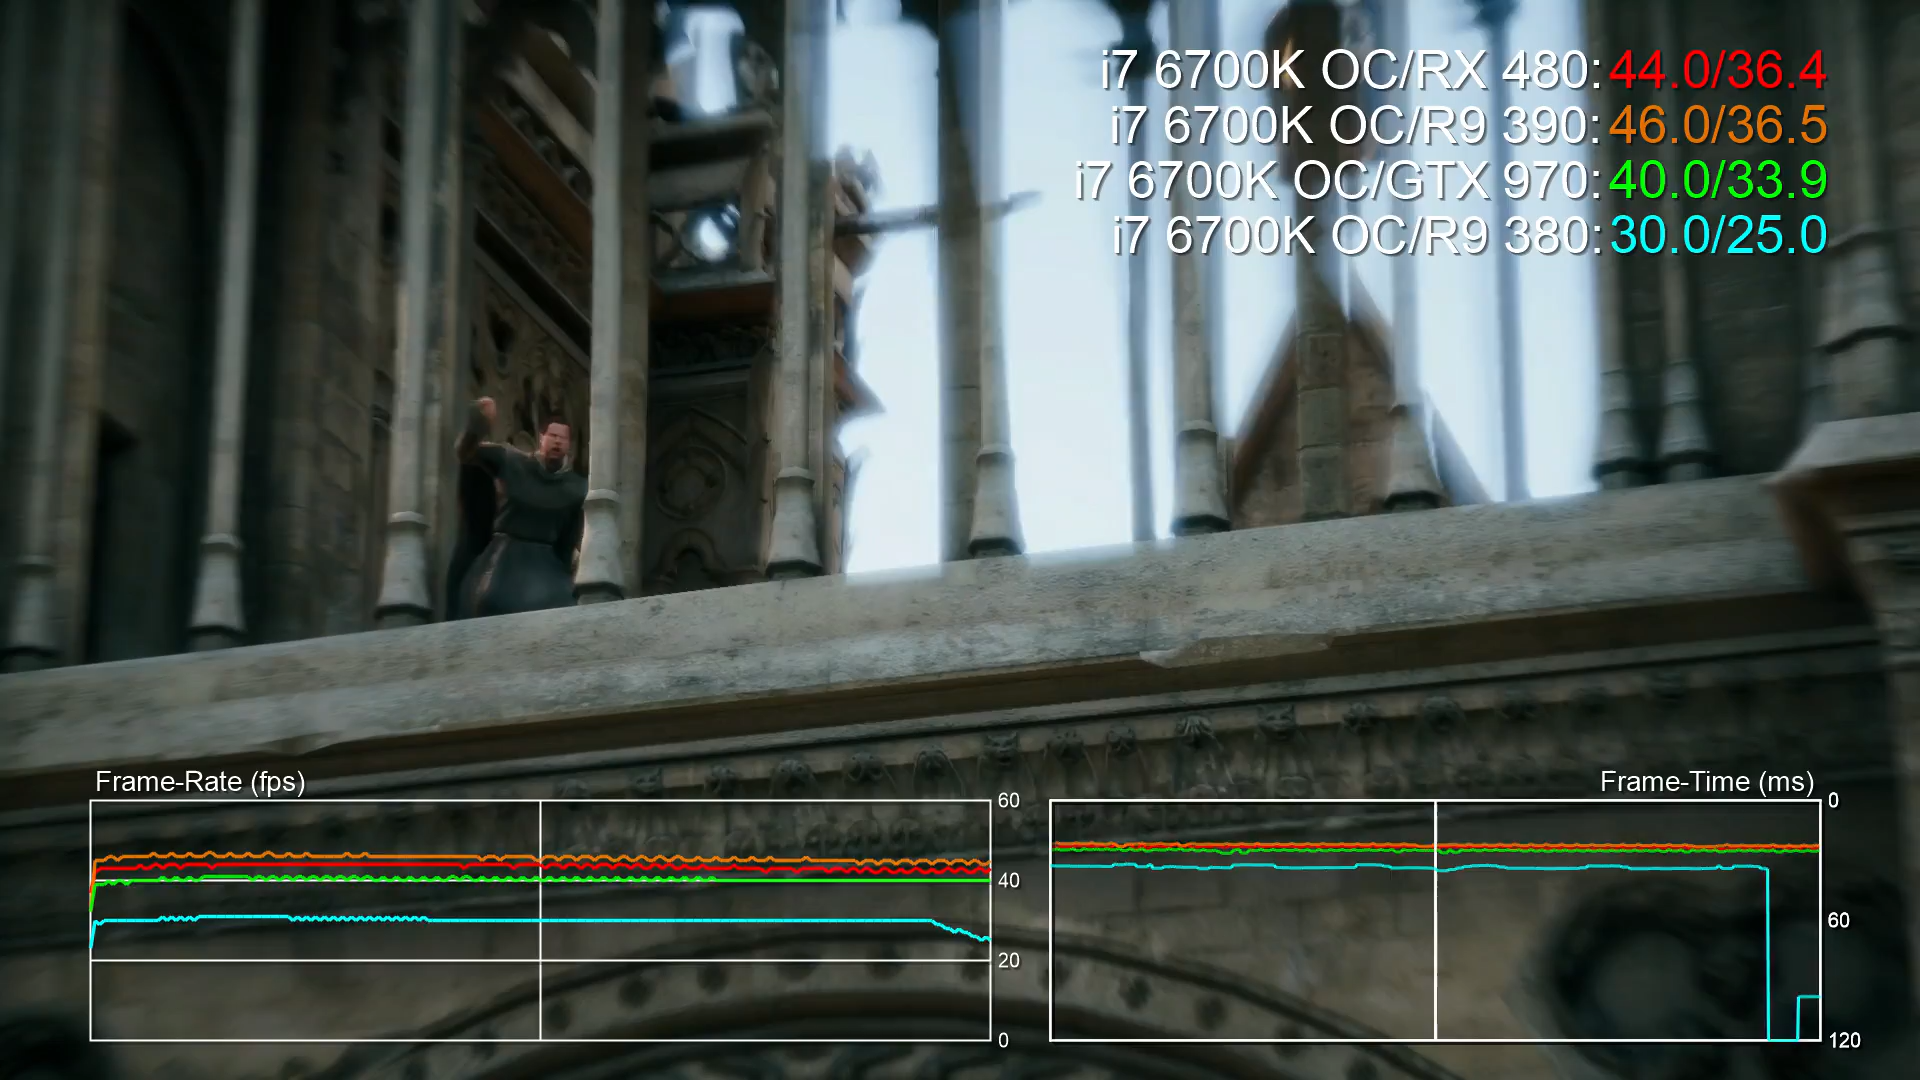 i7 6700K OC/RX 480:44.0/36.4
i7 6700K OC/R9 390:46.0/36.5
i7 6700K OC/GTX 970:40.0/33.9
i7 6700K OC/R9 380:30.0/25.0
Frame-Rate (fps)
60
40
20
0
Frame-Time (ms)
0
60
120